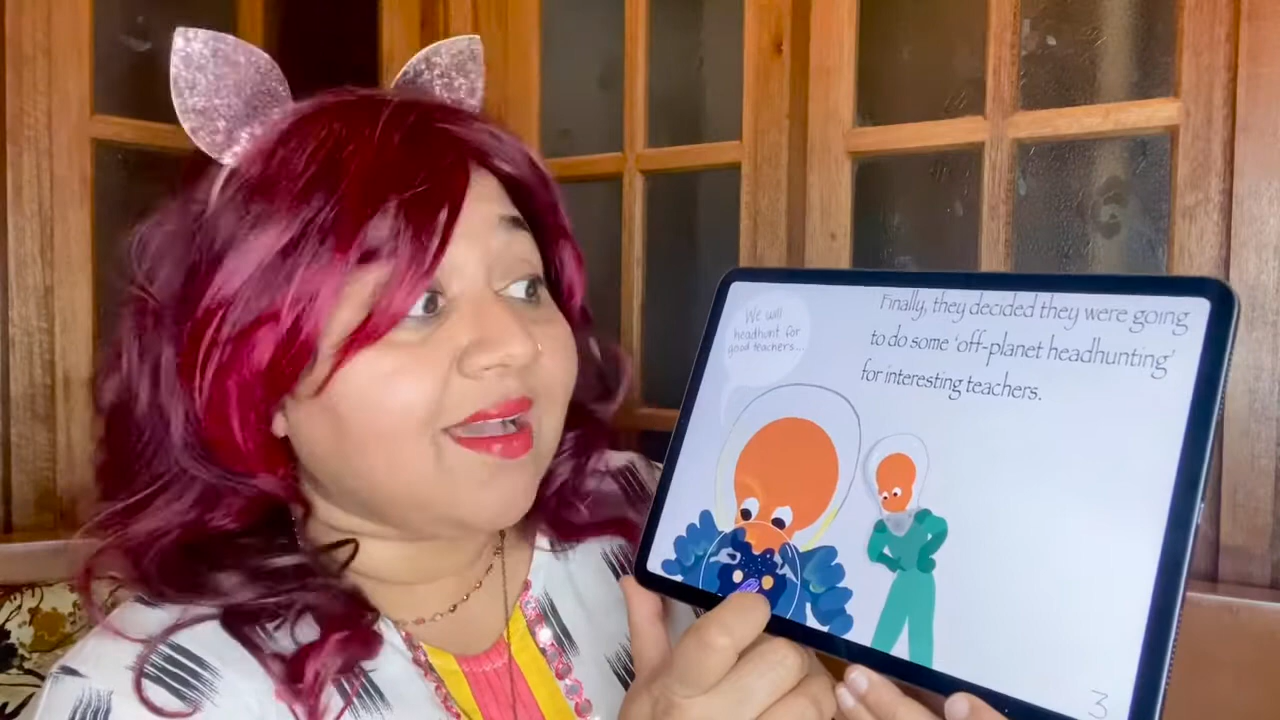 We will
headhunt for
good teachers...
Finally, they decided they were going
to do some 'off-planet headhunting'
for interesting teachers.
3